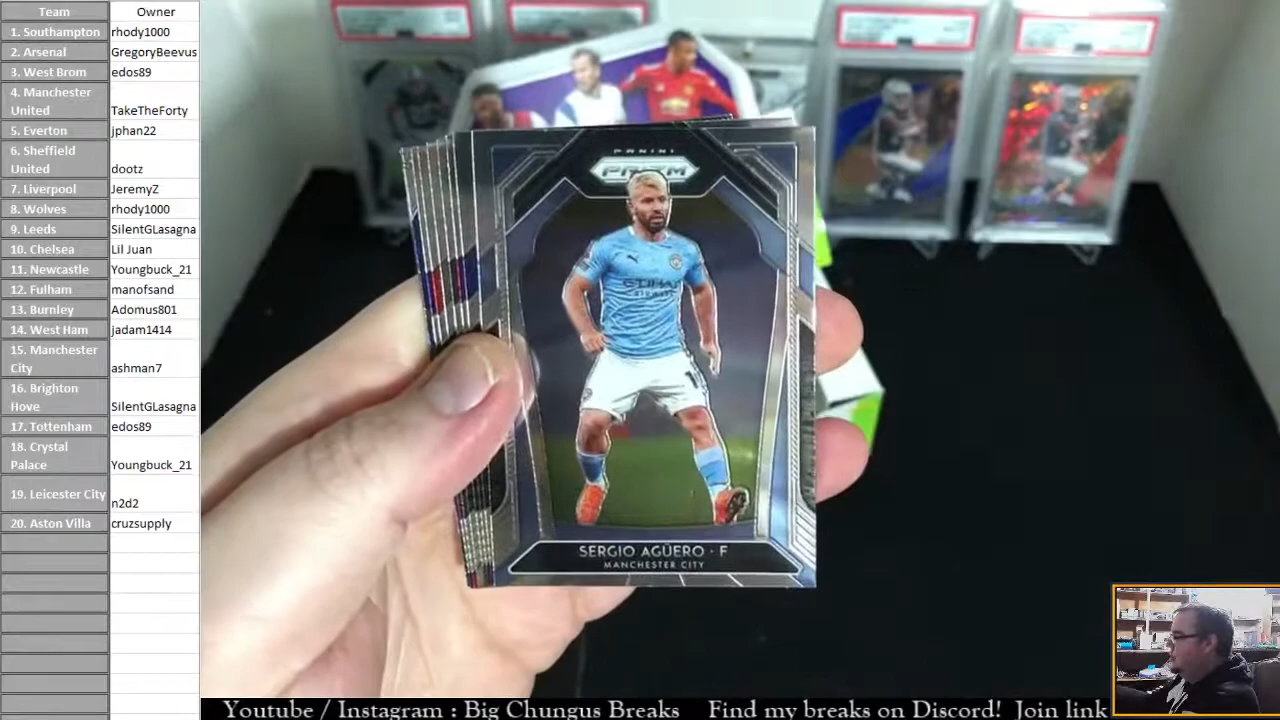 Team Owner
1. Southampton rhody1000
2. Arsenal GregoryBeevus
3. West Brom edos89
4. Manchester
United TakeTheForty
5. Everton jphan22
6. Sheffield
United dootz
7. Liverpool JeremyZ
8. Wolves rhody1000
9. Leeds SilentGLasagna
10. Chelsea Lil Juan
11. Newcastle Youngbuck_21
12. Fulham manofsand
13. Burnley Adomus801
14. West Ham jadam1414
15. Manchester
City ashman7
16. Brighton
Hove SilentGLasagna
17. Tottenham edos89
18. Crystal
Palace Youngbuck_21
19. Leicester City n2d2
20. Aston Villa cruzsupply
PANINI
PRIZM
ETIHAD
AIRWAYS
SERGIO AGÜERO · F
MANCHESTER CITY
Youtube / Instagram : Big Chungus Breaks Find my breaks on Discord! Join link